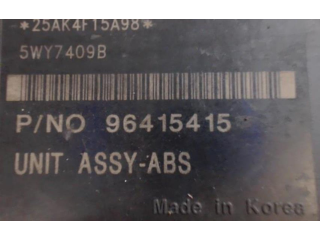 *25AK4F15A98*
5WY7409B
P/NO 96415415
UNIT ASSY-ABS
Made in Korea